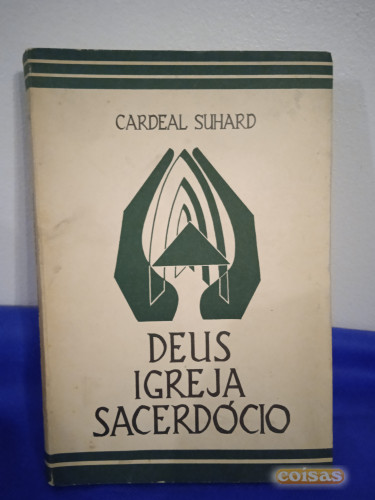 CARDEAL SUHARD
DEUS
IGREJA
SACERDÓCIO
coisas